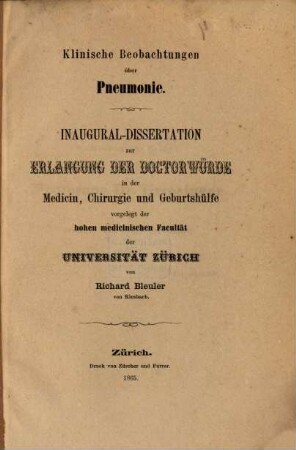 Klinische Beobachtungen
über
Pneumonie.
INAUGURAL-DISSERTATION
zur
ERLANGUNG DER DOCTORWÜRDE
in der
Medicin, Chirurgie und Geburtshülfe
vorgelegt der
hohen medicinischen Facultät
der
UNIVERSITÄT ZÜRICH
von
Richard Bleuler
von
Zürich.
Druck von Zürcher und Furrer.
1865.